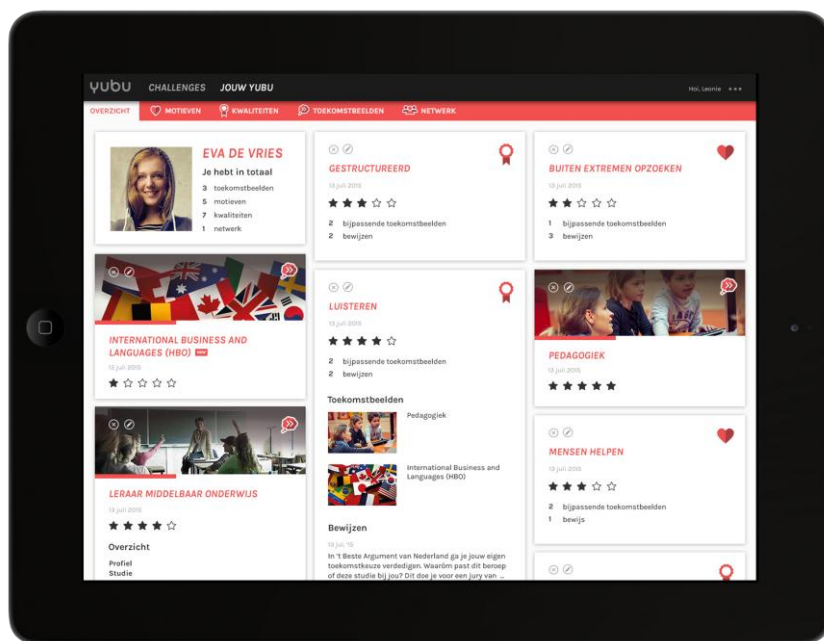 yubu CHALLENGES JOUW YUBU
Hoi, Leonie
OVERZICHT MOTIEVEN KWALITEITEN TOEKOMSTBEELDEN NETWERK
EVA DE VRIES
Je hebt in totaal
3 toekomstbeelden
5 motieven
7 kwaliteiten
1 netwerk
INTERNATIONAL BUSINESS AND
LANGUAGES (HBO)
13 juli 2015
LERAAR MIDDELBAAR ONDERWIJS
13 juli 2015
Overzicht
Profiel
Studie
GESTRUCTUREERD
13 juli 2015
2 bijpassende toekomstbeelden
2 bewijzen
LUISTEREN
13 juli 2015
2 bijpassende toekomstbeelden
2 bewijzen
Toekomstbeelden
Pedagogiek
International Business and
Languages (HBO)
Bewijzen
13 jul. '15
In 't Beste Argument van Nederland ga je jouw eigen
toekomstkeuze verdedigen. Waaróm past dit beroep
of deze studie bij jou? Dit doe je voor een jury van ...
BUITEN EXTREMEN OPZOEKEN
13 juli 2015
1 bijpassende toekomstbeelden
3 bewijzen
PEDAGOGIEK
13 juli 2015
MENSEN HELPEN
13 juli 2015
2 bijpassende toekomstbeelden
1 bewijs